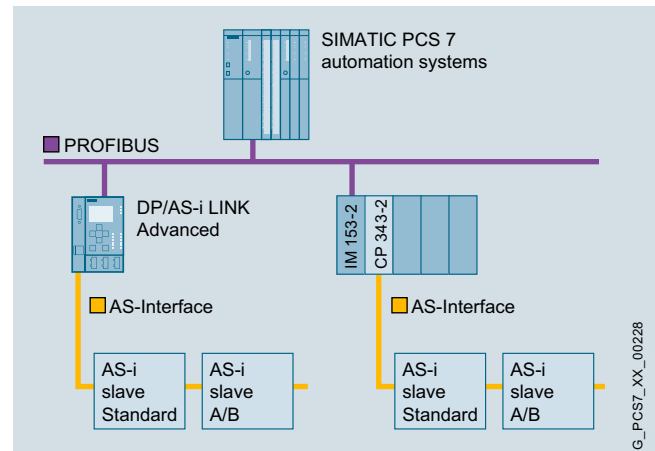 SIMATIC PCS 7
automation systems
PROFIBUS
DP/AS-i LINK
Advanced
IM 153-2
CP 343-2
AS-Interface
AS-Interface
AS-i
slave
Standard
AS-i
slave
A/B
AS-i
slave
Standard
AS-i
slave
A/B
G_PCS7_XX_00228